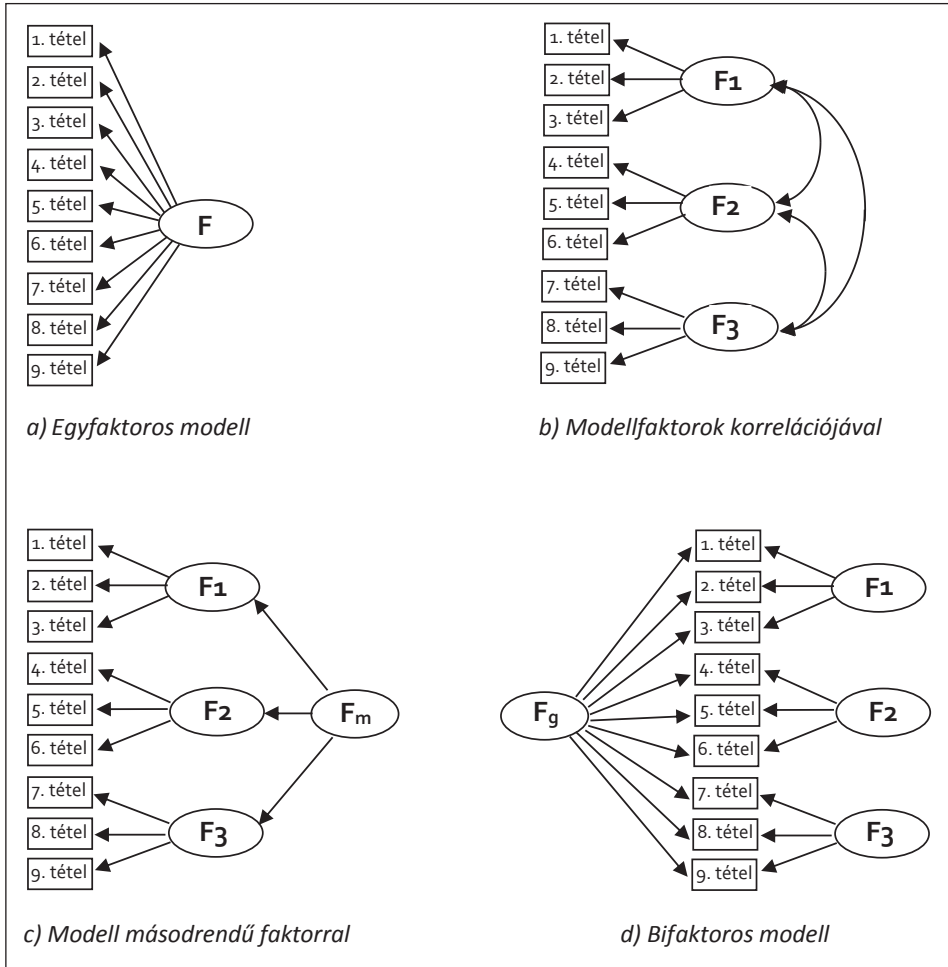 1. tétel
2. tétel
3. tétel
4. tétel
5. tétel
6. tétel
7. tétel
8. tétel
9. tétel
F
a) Egyfaktoros modell
1. tétel
2. tétel
3. tétel
4. tétel
5. tétel
6. tétel
7. tétel
8. tétel
9. tétel
F1
F2
F3
b) Modellfaktorok korrelációjával
1. tétel
2. tétel
3. tétel
4. tétel
5. tétel
6. tétel
7. tétel
8. tétel
9. tétel
F1
F2
F3
Fm
c) Modell másodrendű faktorral
Fg
1. tétel
2. tétel
3. tétel
4. tétel
5. tétel
6. tétel
7. tétel
8. tétel
9. tétel
F1
F2
F3
d) Bifaktoros modell